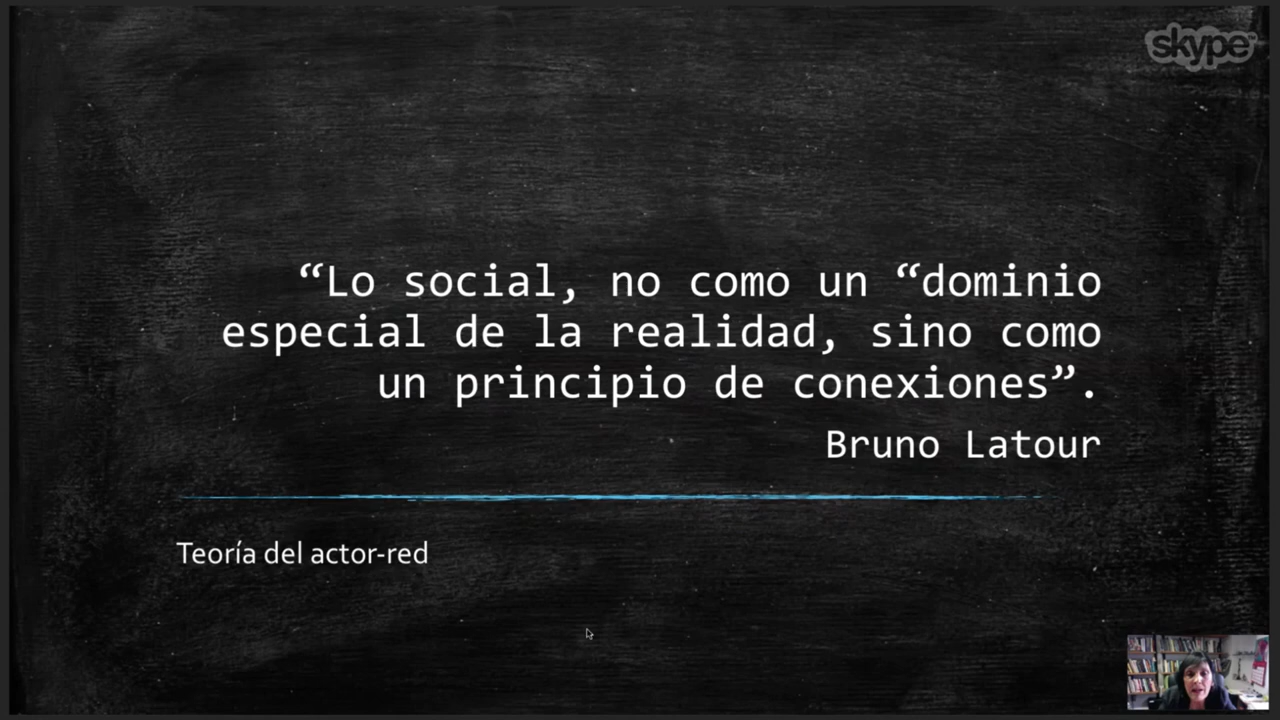 skype
“Lo social, no como un “dominio
especial de la realidad, sino como
un principio de conexiones”.
Bruno Latour
Teoría del actor-red